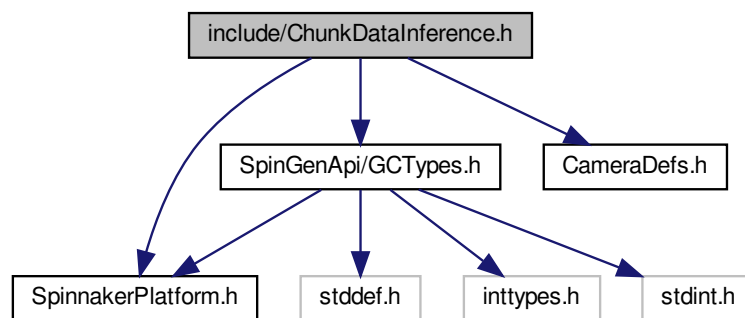 include/ChunkDataInference.h
SpinGenApi/GCTypes.h
CameraDefs.h
SpinnakerPlatform.h
stddef.h
inttypes.h
stdint.h